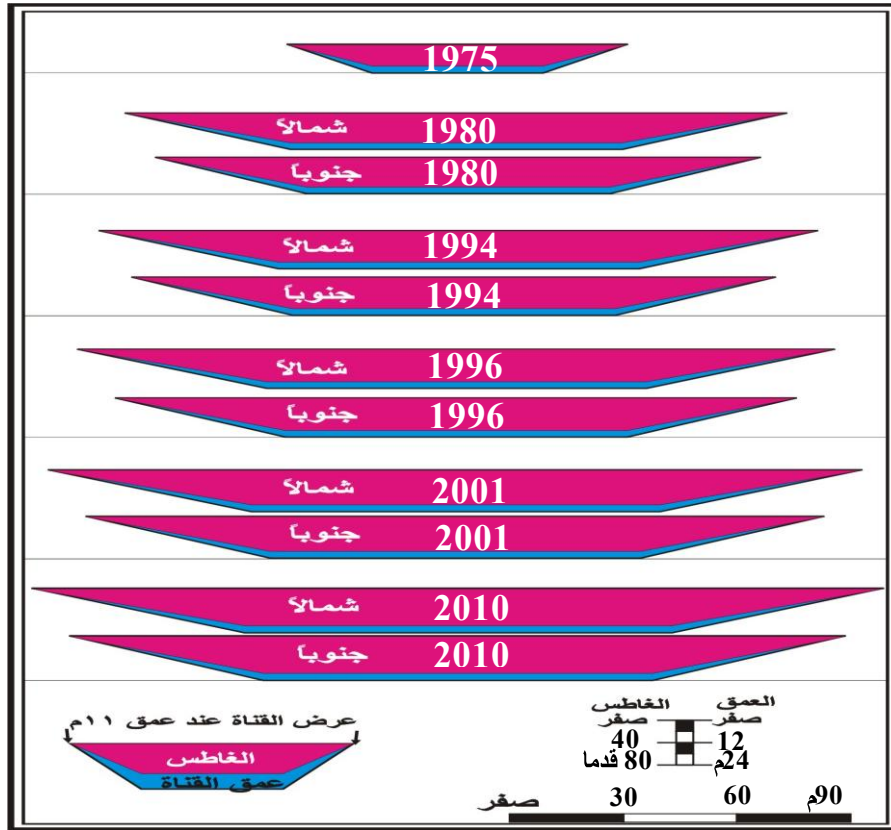 1975
شمالاً 1980
جنوباً 1980
شمالاً 1994
جنوباً 1994
شمالاً 1996
جنوباً 1996
شمالاً 2001
جنوباً 2001
شمالاً 2010
جنوباً 2010
عرض القناة عند عمق ١١م
الغاطس
عمق القناة
العمق الغاطس
صفر صفر
12 40
24م 80 قدما
صفر 30 60 90م